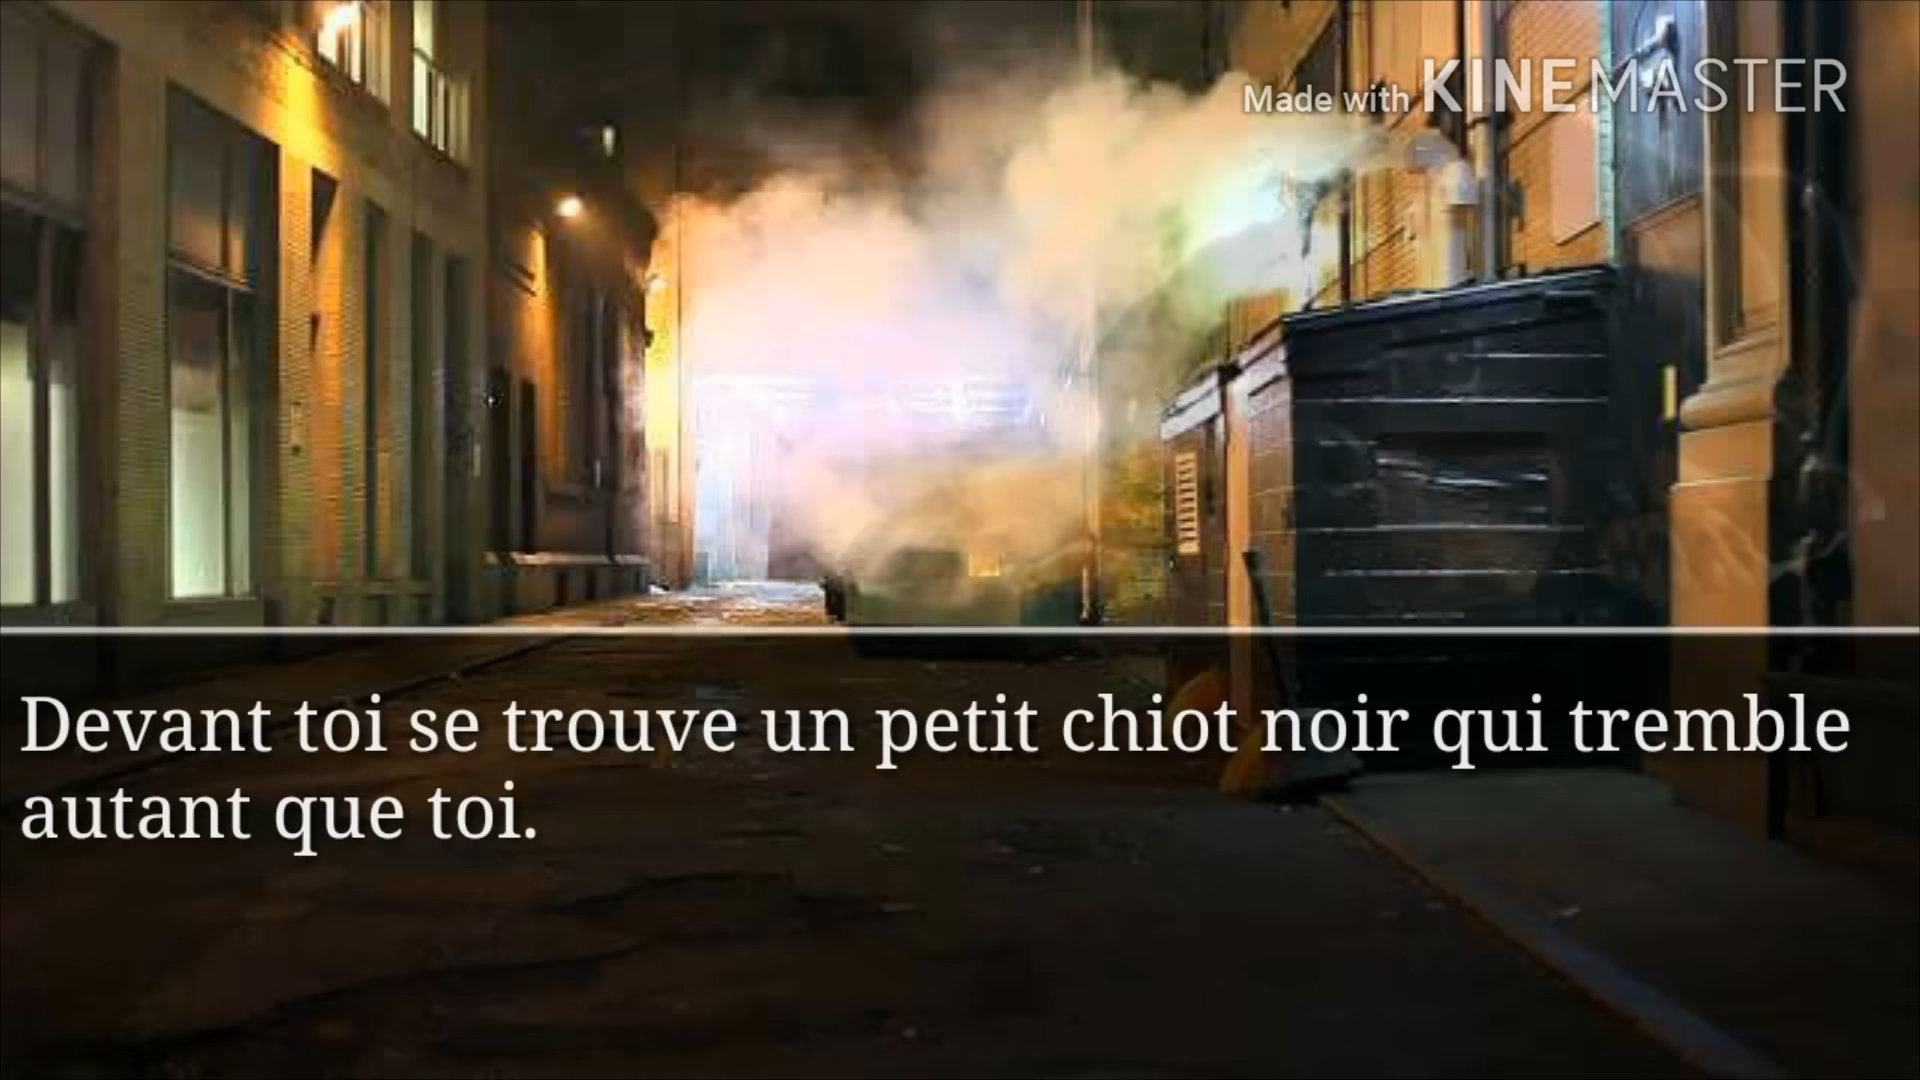 Made with KINEMASTER
Devant toi se trouve un petit chiot noir qui tremble
autant que toi.